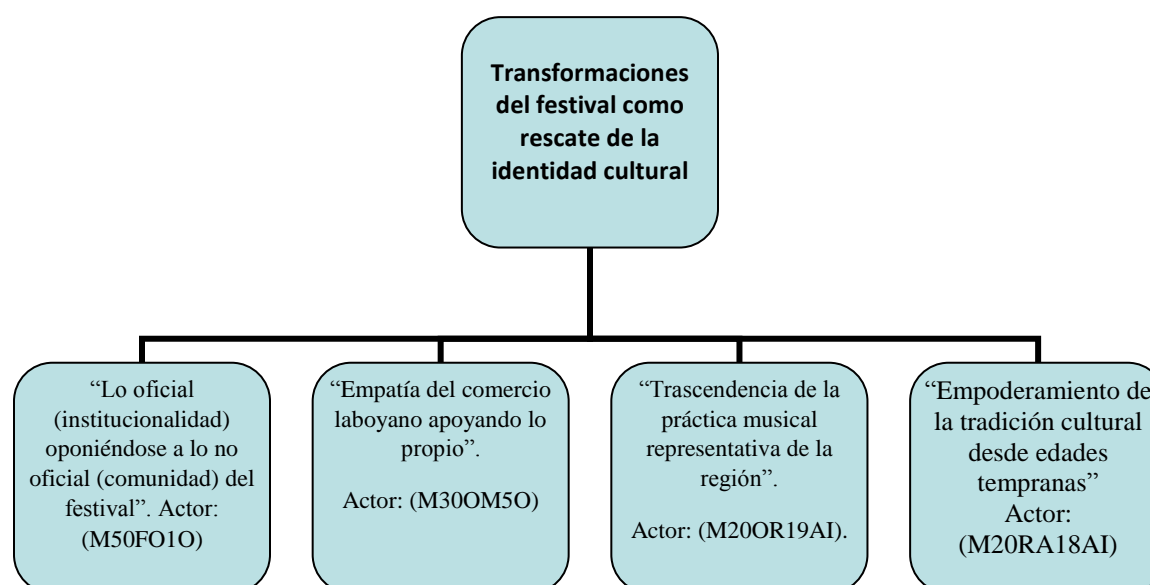 Transformaciones
del festival como
rescate de la
identidad cultural
“Lo oficial
(institucionalidad)
oponiéndose a lo no
oficial (comunidad) del
festival”. Actor:
(M50FO1O)
“Empatía del comercio
laboyano apoyando lo
propio”.
Actor: (M30OM5O)
“Trascendencia de la
práctica musical
representativa de la
región”.
Actor: (M20OR19AI).
“Empoderamiento de
la tradición cultural
desde edades
tempranas”
Actor:
(M20RA18AI)